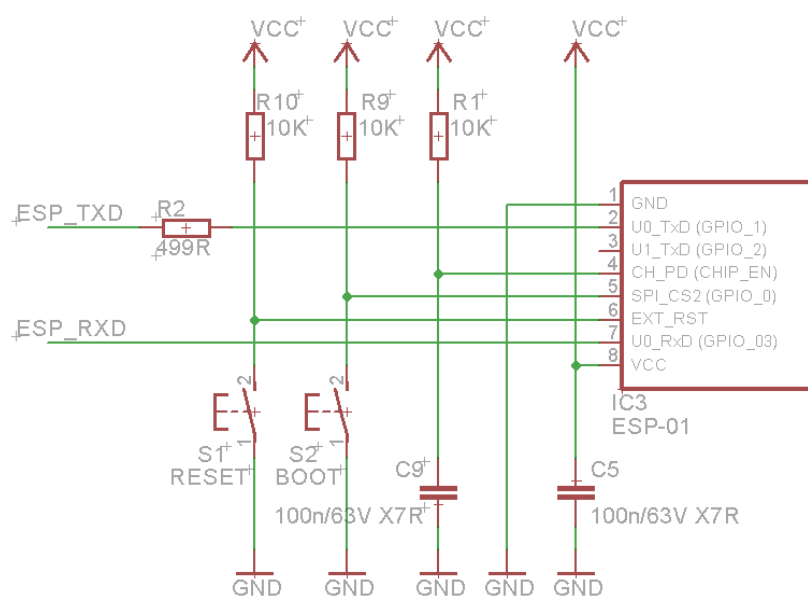 VCC VCC VCC VCC
R10 R9 R1
10K 10K 10K
ESP_TXD R2
499R
1 GND
2 U0_TxD (GPIO_1)
3 U1_TxD (GPIO_2)
4 CH_PD (CHIP_EN)
5 SPI_CS2 (GPIO_0)
6 EXT_RST
ESP_RXD
7 U0_RxD (GPIO_03)
8 VCC
2 2
IC3
ESP-01
S1 S2
1 1
RESET BOOT
C9 C5
100n/63V X7R 100n/63V X7R
GND GND GND GND GND